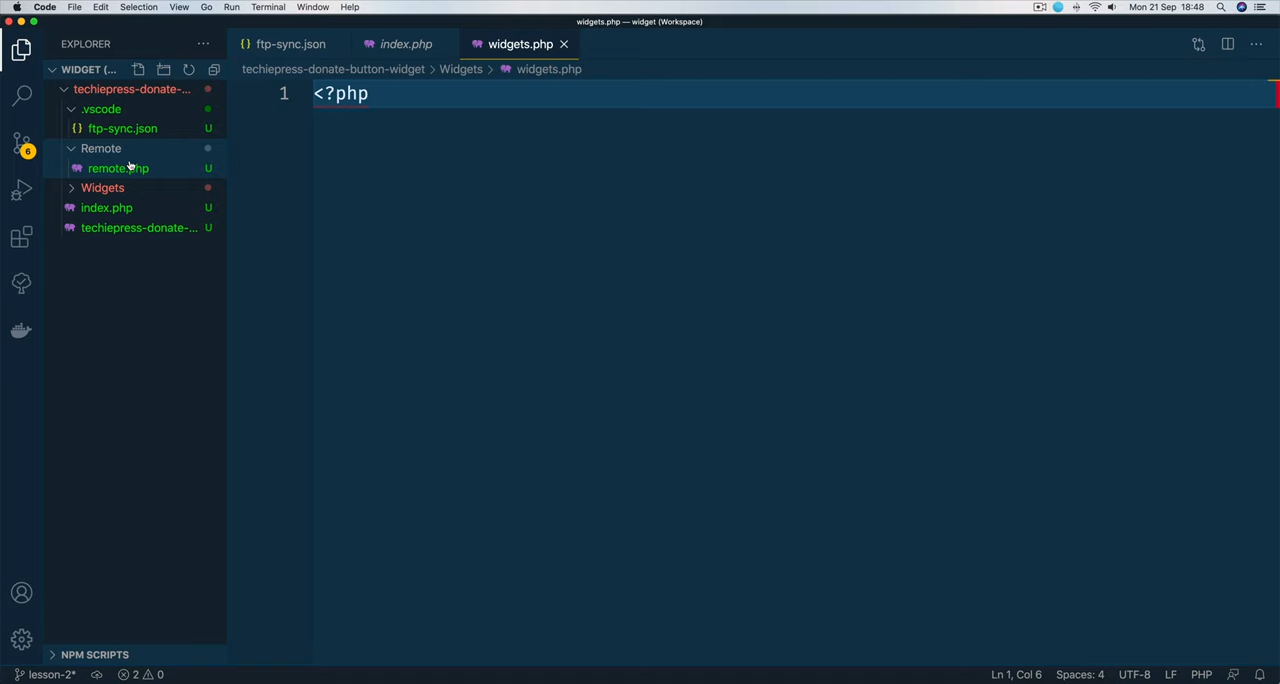 Code File Edit Selection View Go Run Terminal Window Help Mon 21 Sep 18:48
widgets.php — widget (Workspace)
EXPLORER
{} ftp-sync.json index.php widgets.php
WIDGET (...
techiepress-donate-button-widget > Widgets > widgets.php
techiepress-donate-...
1 <?php
.vscode
{} ftp-sync.json U
Remote
6
remote.php U
Widgets
index.php U
techiepress-donate-... U
NPM SCRIPTS
lesson-2* 2 0 Ln 1, Col 6 Spaces: 4 UTF-8 LF PHP